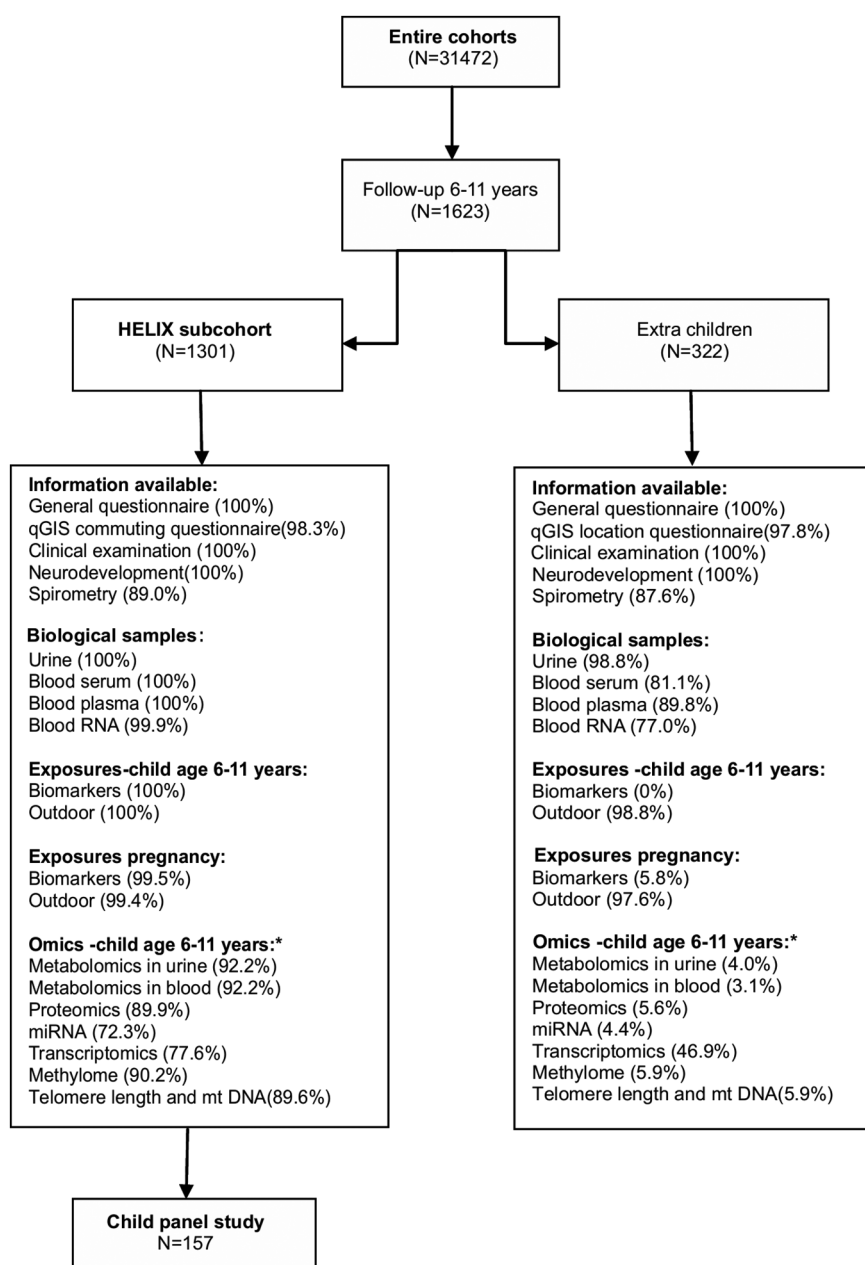 Entire cohorts
(N=31472)
Follow-up 6-11 years
(N=1623)
HELIX subcohort
(N=1301)
Extra children
(N=322)
Information available:
General questionnaire (100%)
qGIS commuting questionnaire(98.3%)
Clinical examination (100%)
Neurodevelopment(100%)
Spirometry (89.0%)
Biological samples:
Urine (100%)
Blood serum (100%)
Blood plasma (100%)
Blood RNA (99.9%)
Exposures-child age 6-11 years:
Biomarkers (100%)
Outdoor (100%)
Exposures pregnancy:
Biomarkers (99.5%)
Outdoor (99.4%)
Omics -child age 6-11 years:*
Metabolomics in urine (92.2%)
Metabolomics in blood (92.2%)
Proteomics (89.9%)
miRNA (72.3%)
Transcriptomics (77.6%)
Methylome (90.2%)
Telomere length and mt DNA(89.6%)
Information available:
General questionnaire (100%)
qGIS location questionnaire(97.8%)
Clinical examination (100%)
Neurodevelopment (100%)
Spirometry (87.6%)
Biological samples:
Urine (98.8%)
Blood serum (81.1%)
Blood plasma (89.8%)
Blood RNA (77.0%)
Exposures -child age 6-11 years:
Biomarkers (0%)
Outdoor (98.8%)
Exposures pregnancy:
Biomarkers (5.8%)
Outdoor (97.6%)
Omics -child age 6-11 years:*
Metabolomics in urine (4.0%)
Metabolomics in blood (3.1%)
Proteomics (5.6%)
miRNA (4.4%)
Transcriptomics (46.9%)
Methylome (5.9%)
Telomere length and mt DNA(5.9%)
Child panel study
N=157